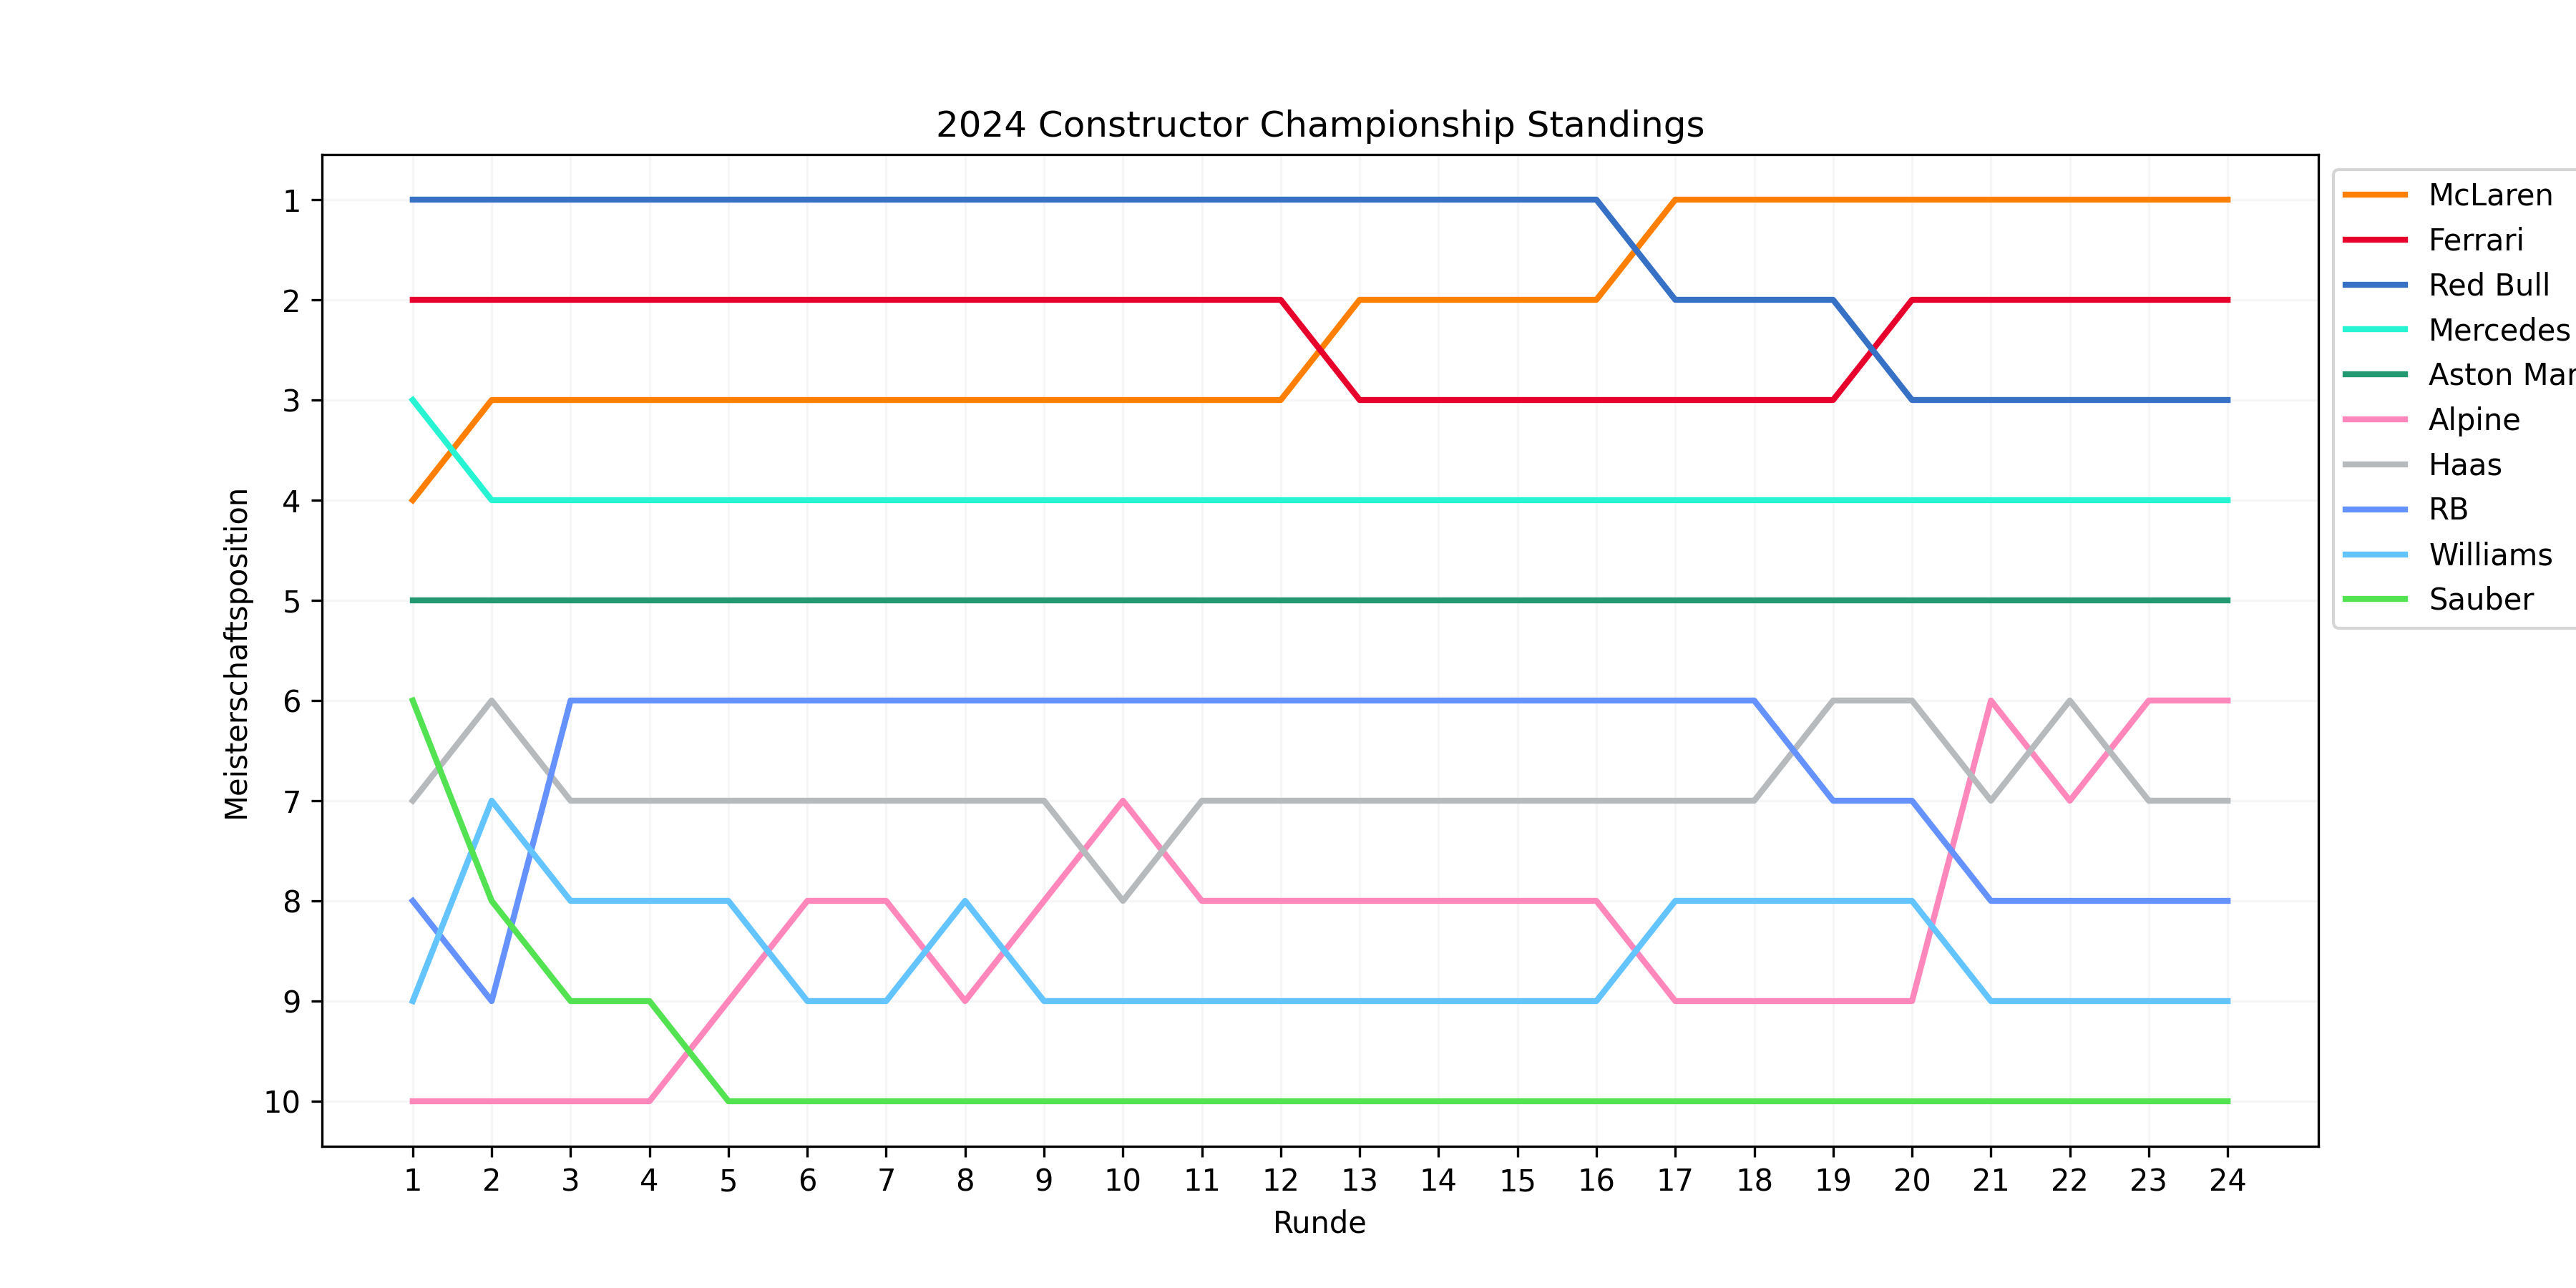 2024 Constructor Championship Standings
Meisterschaftsposition
1
2
3
4
5
6
7
8
9
10
1 2 3 4 5 6 7 8 9 10 11 12 13 14 15 16 17 18 19 20 21 22 23 24
Runde
McLaren
Ferrari
Red Bull
Mercedes
Aston Mar
Alpine
Haas
RB
Williams
Sauber